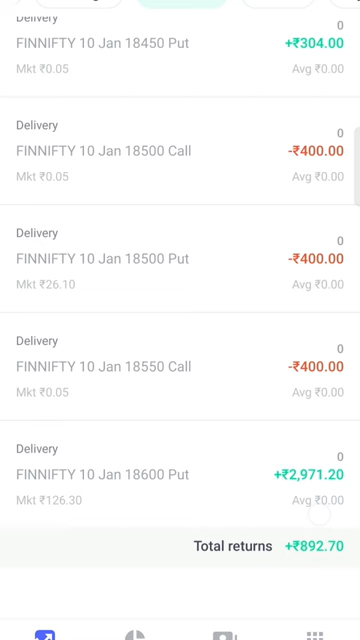 Delivery
0
FINNIFTY 10 Jan 18450 Put
+₹304.00
Mkt ₹0.05
Avg ₹0.00
Delivery
0
FINNIFTY 10 Jan 18500 Call
-₹400.00
Mkt ₹0.05
Avg ₹0.00
Delivery
0
FINNIFTY 10 Jan 18500 Put
-₹400.00
Mkt ₹26.10
Avg ₹0.00
Delivery
0
FINNIFTY 10 Jan 18550 Call
-₹400.00
Mkt ₹0.05
Avg ₹0.00
Delivery
0
FINNIFTY 10 Jan 18600 Put
+₹2,971.20
Mkt ₹126.30
Avg ₹0.00
Total returns +₹892.70